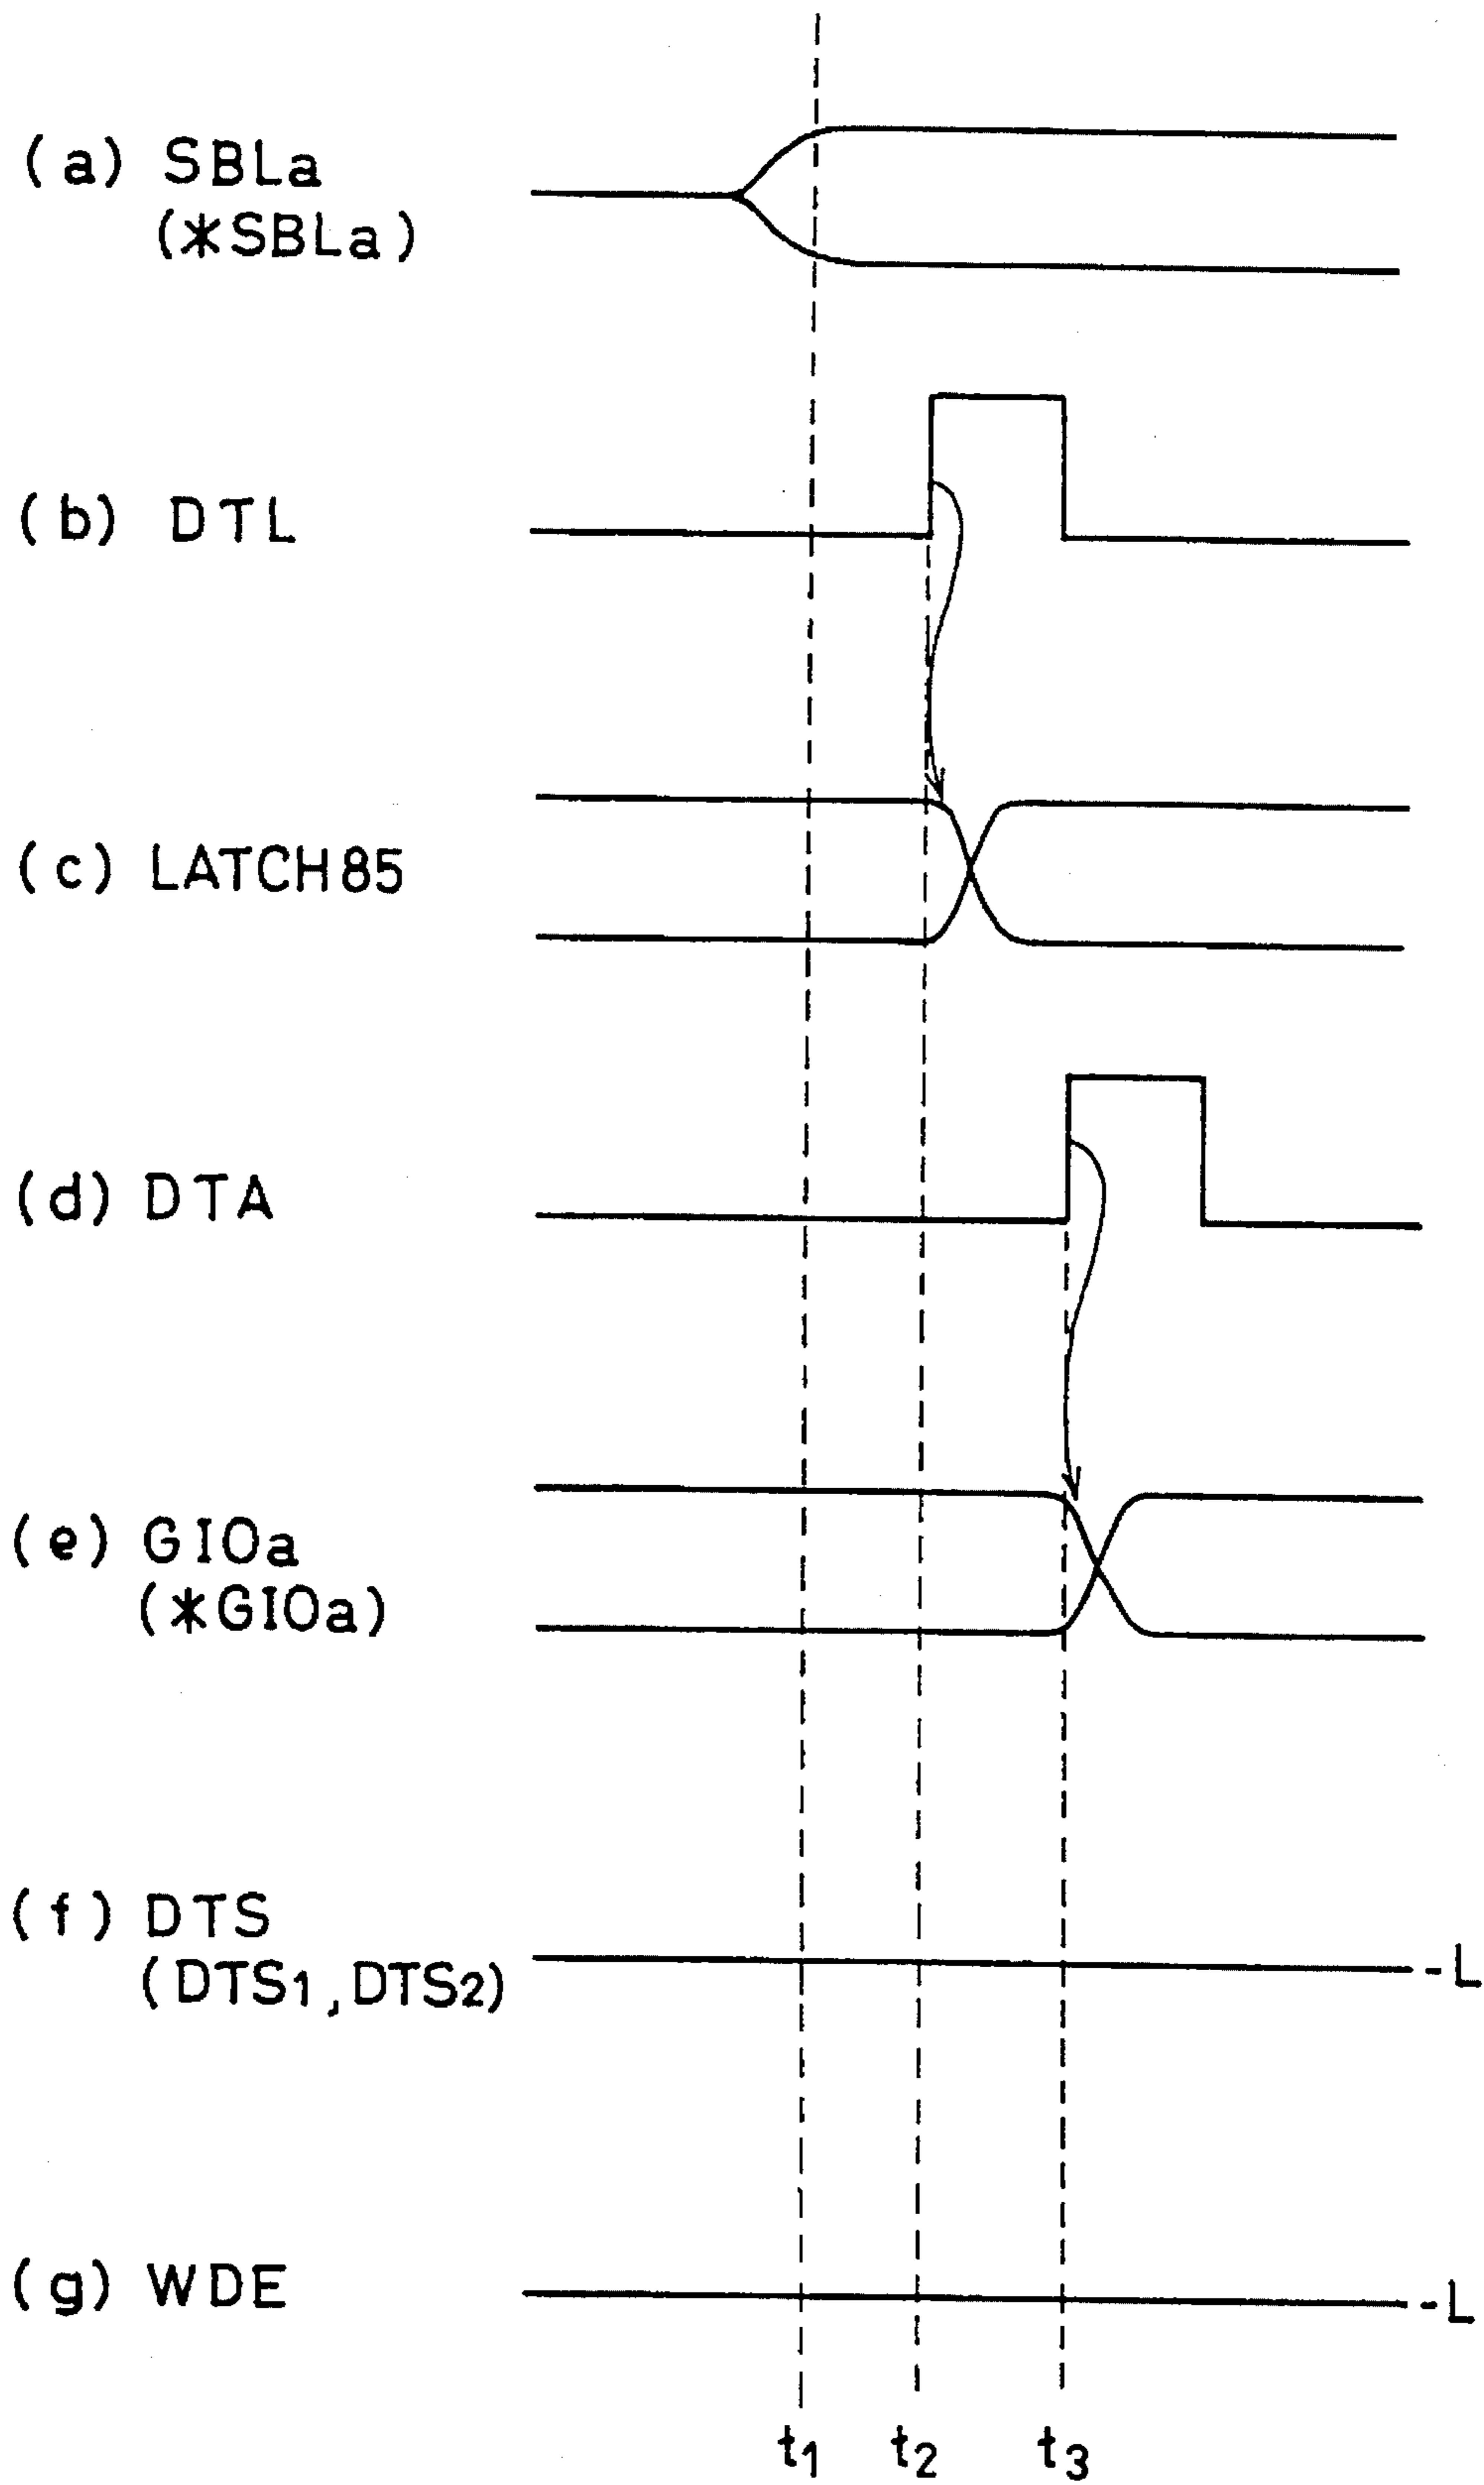 (a) SBLa
(*SBLa)
(b) DTL
(c) LATCH85
(d) DTA
(e) GIOa
(*GIOa)
(f) DTS
(DTS1, DTS2)
-L
(g) WDE
-L
t1 t2 t3